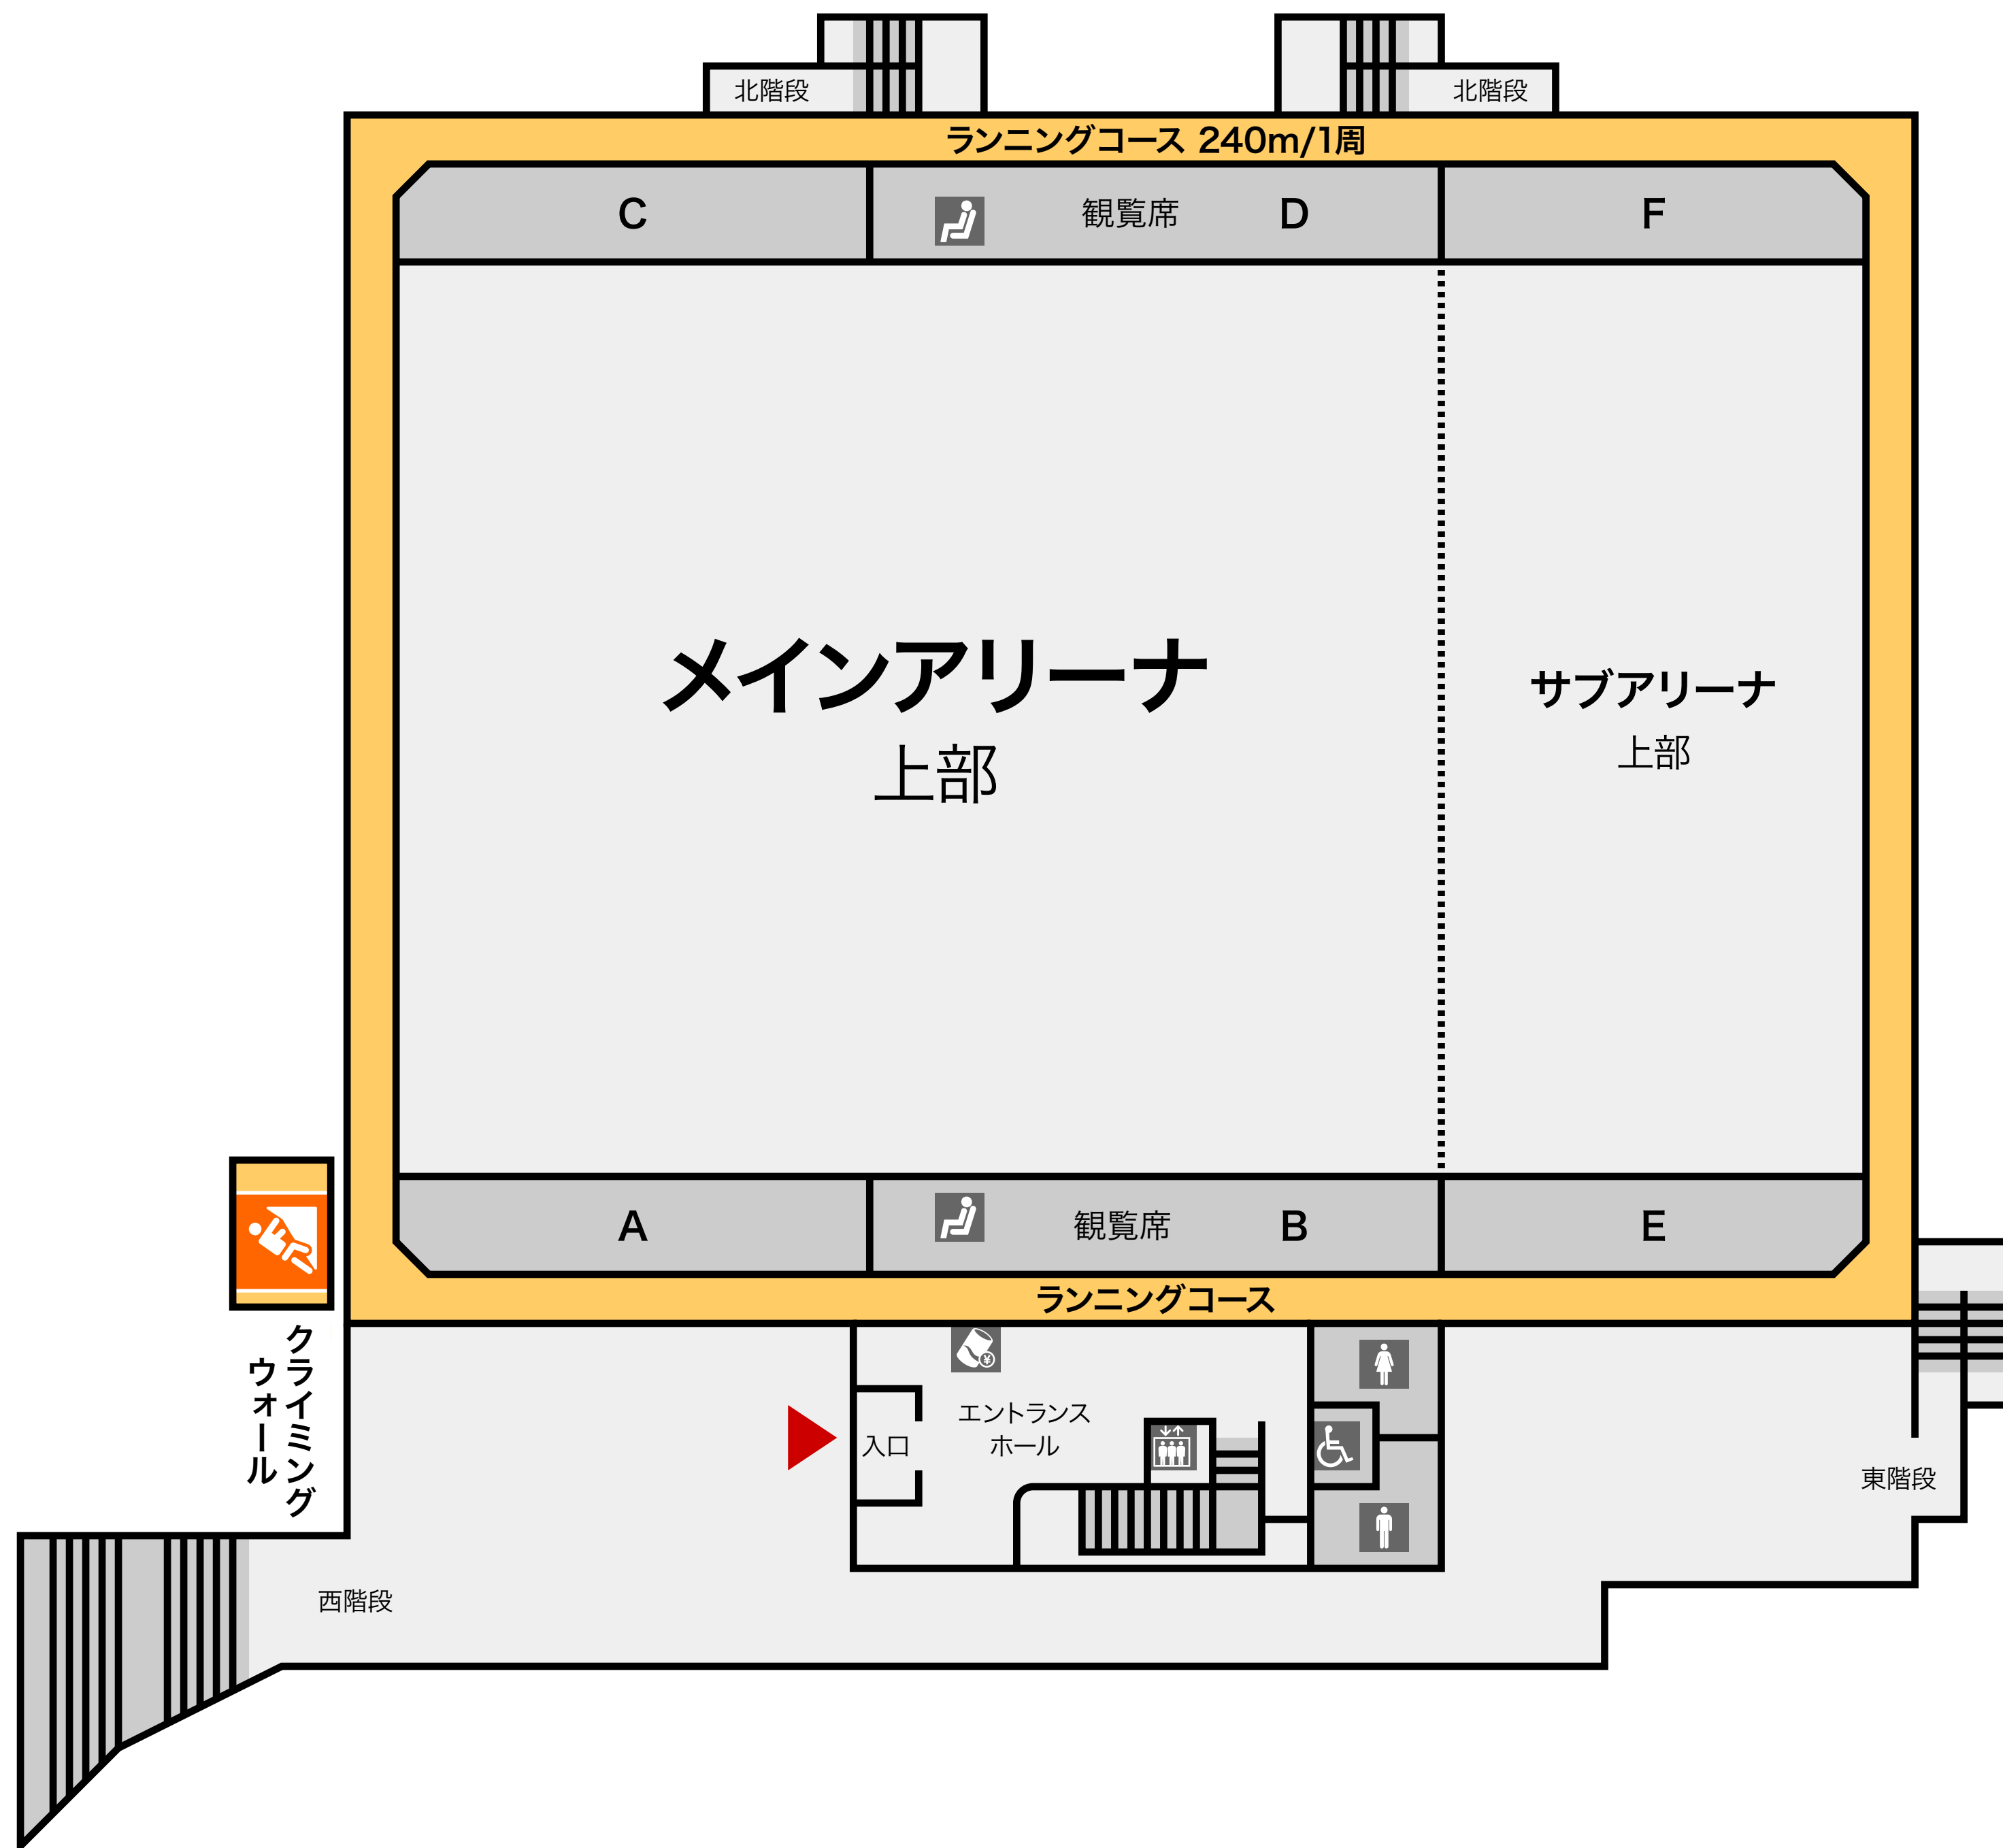 北階段
北階段
ランニングコース 240m/1周
C
観覧席
D
F
メインアリーナ
上部
サブアリーナ
上部
A
観覧席
B
E
ランニングコース
クライミング
ウォール
¥
エントランス
ホール
入口
東階段
西階段